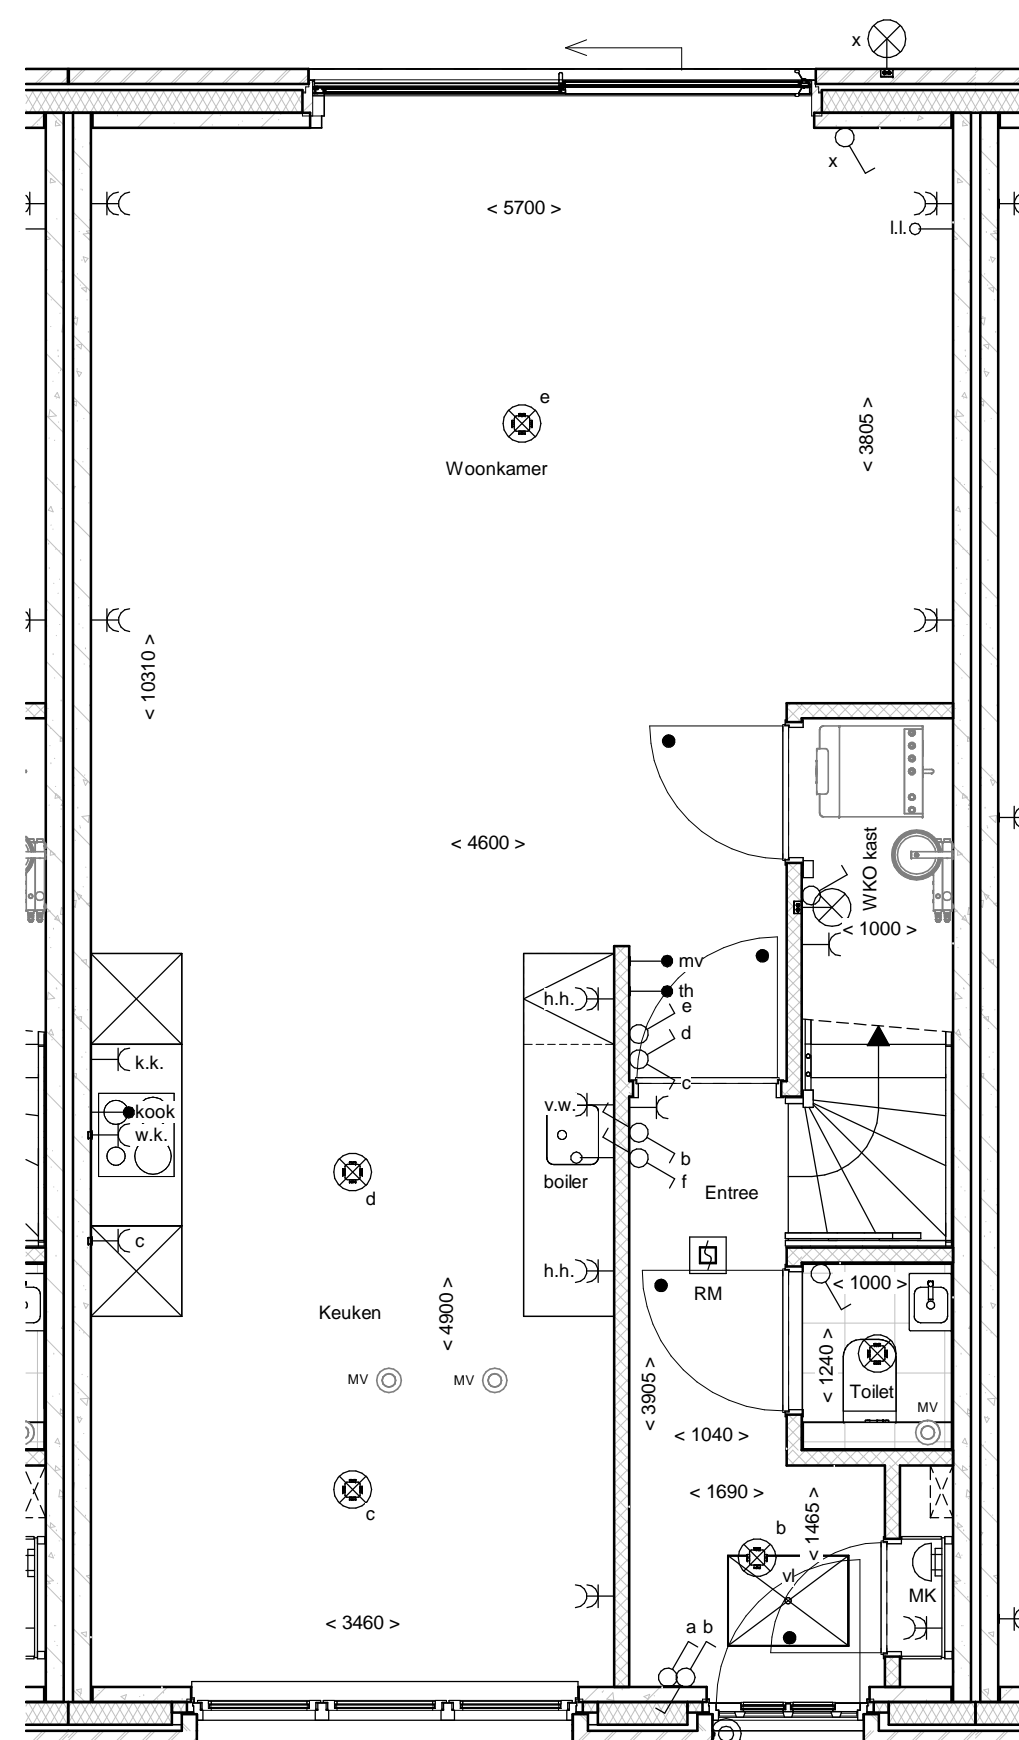 x
x
< 5700 >
l.l.
e
< 3805 >
Woonkamer
< 10310 >
< 4600 >
WKO kast
< 1000 >
mv
h.h.
th
e
d
k.k.
c
kook
v.w.
w.k.
b
boiler
f
Entree
d
c
h.h.
RM
< 1000 >
Keuken
< 4900 >
< 1240 >
MV
MV
< 3905 >
Toilet
MV
< 1040 >
< 1690 >
c
b
< 1465 >
vl
MK
< 3460 >
a b